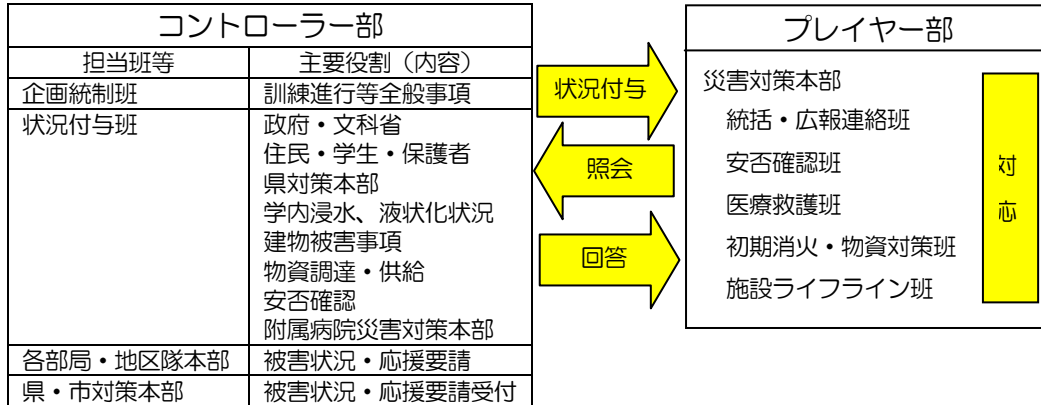 コントローラー部
担当班等 主要役割（内容）
企画統制班 訓練進行等全般事項
状況付与班 政府・文科省
住民・学生・保護者
県対策本部
学内浸水、液状化状況
建物被害事項
物資調達・供給
安否確認
附属病院災害対策本部
各部局・地区隊本部 被害状況・応援要請
県・市対策本部 被害状況・応援要請受付
状況付与
照会
回答
プレイヤー部
災害対策本部
統括・広報連絡班
安否確認班
医療救護班
初期消火・物資対策班
施設ライフライン班
対
応